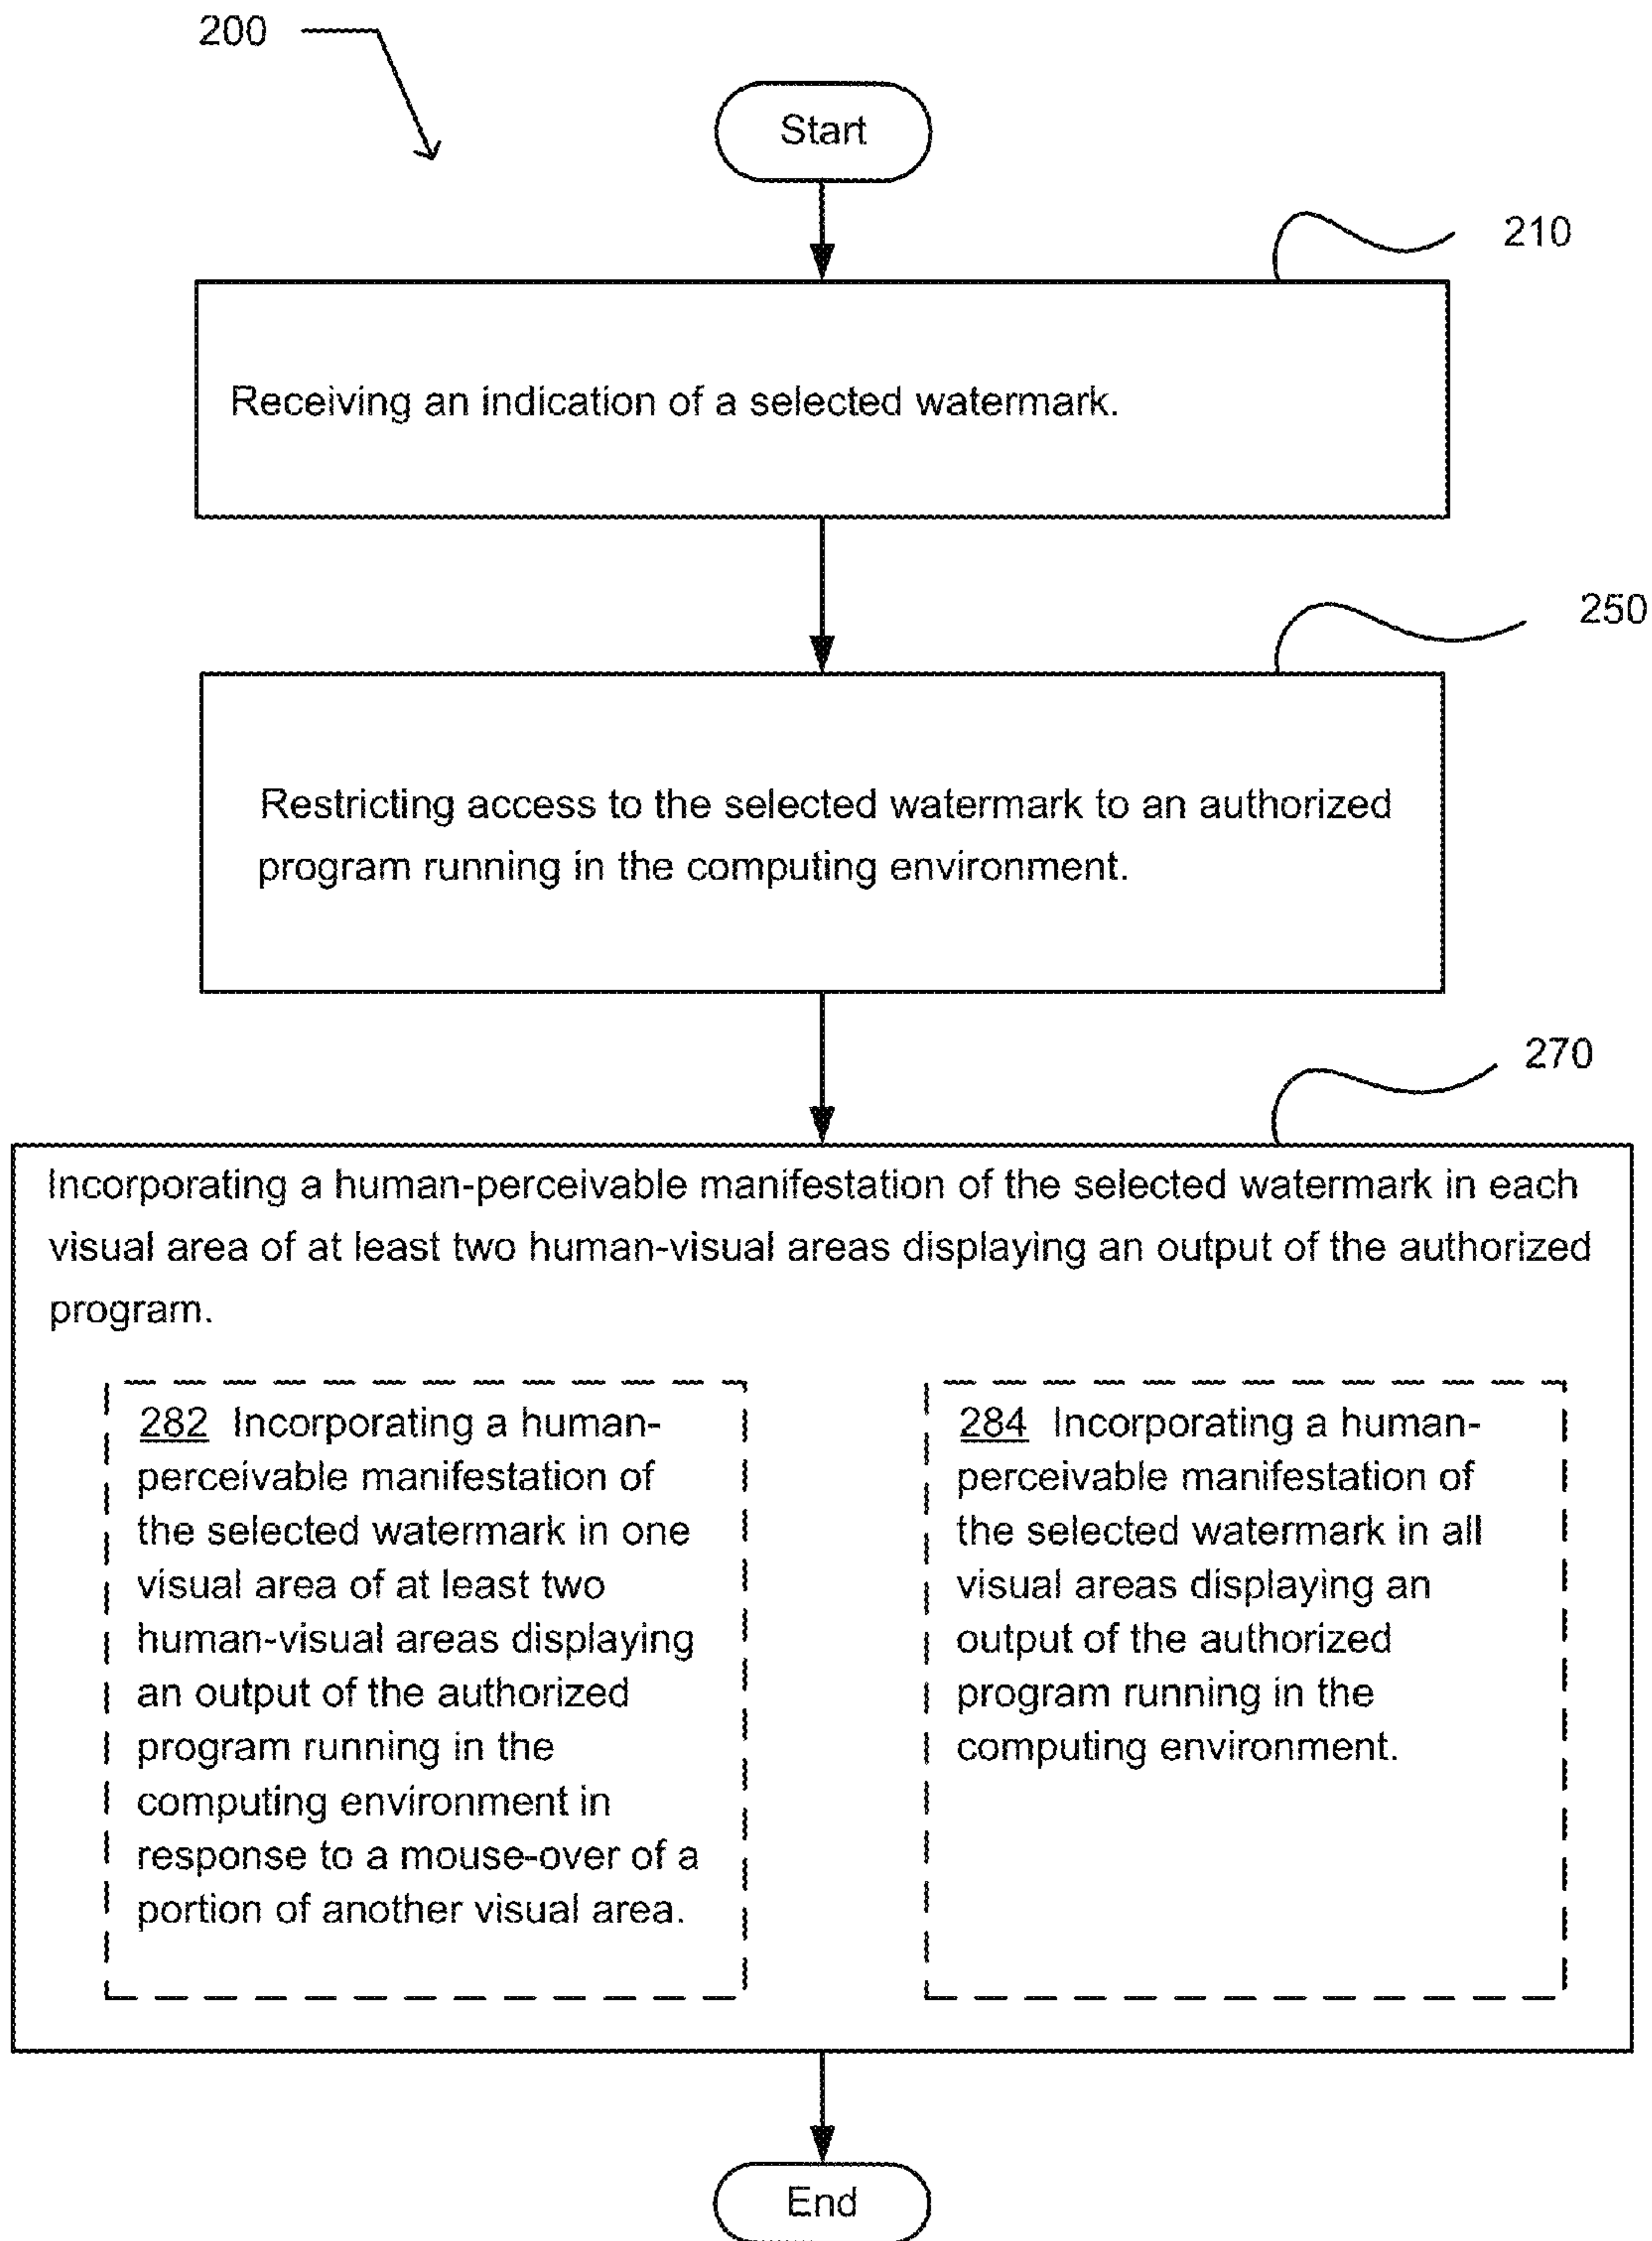 200
Start
210
Receiving an indication of a selected watermark.
250
Restricting access to the selected watermark to an authorized
program running in the computing environment.
270
Incorporating a human-perceivable manifestation of the selected watermark in each
visual area of at least two human-visual areas displaying an output of the authorized
program.
282 Incorporating a human-
perceivable manifestation of
the selected watermark in one
visual area of at least two
human-visual areas displaying
an output of the authorized
program running in the
computing environment in
response to a mouse-over of a
portion of another visual area.
284 Incorporating a human-
perceivable manifestation of
the selected watermark in all
visual areas displaying an
output of the authorized
program running in the
computing environment.
End